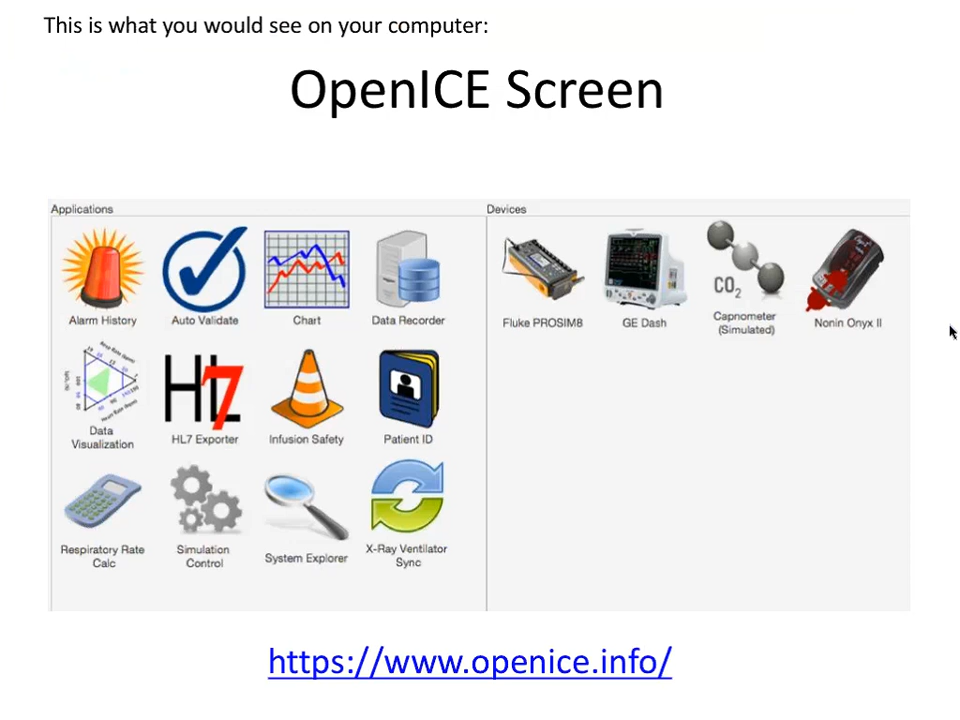 This is what you would see on your computer:
OpenICE Screen
Applications
Devices
Alarm History
Auto Validate
Chart
Data Recorder
Fluke PROSIM8
GE Dash
CO2
Capnometer
(Simulated)
Nonin Onyx II
Data
Visualization
HL7
HL7 Exporter
Infusion Safety
Patient ID
Respiratory Rate
Calc
Simulation
Control
System Explorer
X-Ray Ventilator
Sync
https://www.openice.info/